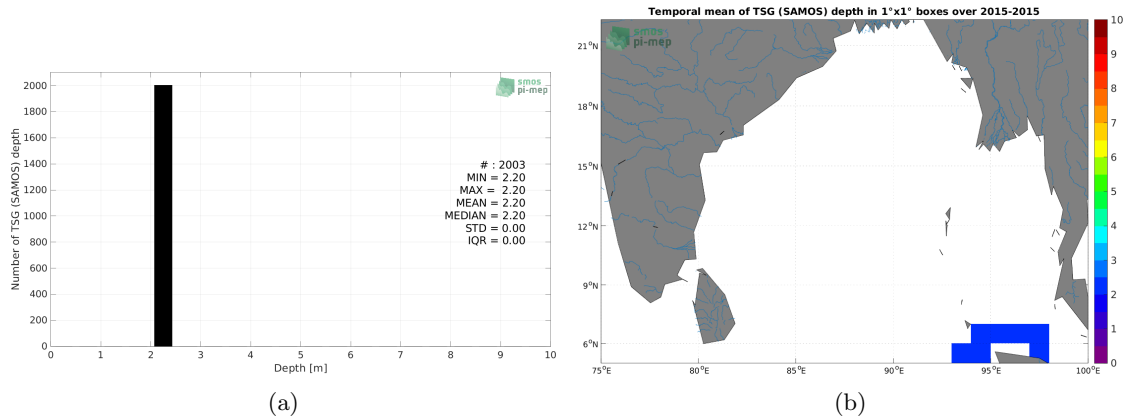 smos
pi-mep
Number of TSG (SAMOS) depth
2000
1800
1600
1400
1200
1000
800
600
400
200
0
# : 2003
MIN = 2.20
MAX = 2.20
MEAN = 2.20
MEDIAN = 2.20
STD = 0.00
IQR = 0.00
0 1 2 3 4 5 6 7 8 9 10
Depth [m]
(a)
Temporal mean of TSG (SAMOS) depth in 1°x1° boxes over 2015-2015
smos
pi-mep
21°N
18°N
15°N
12°N
9°N
6°N
75°E 80°E 85°E 90°E 95°E 100°E
10
9
8
7
6
5
4
3
2
1
0
(b)